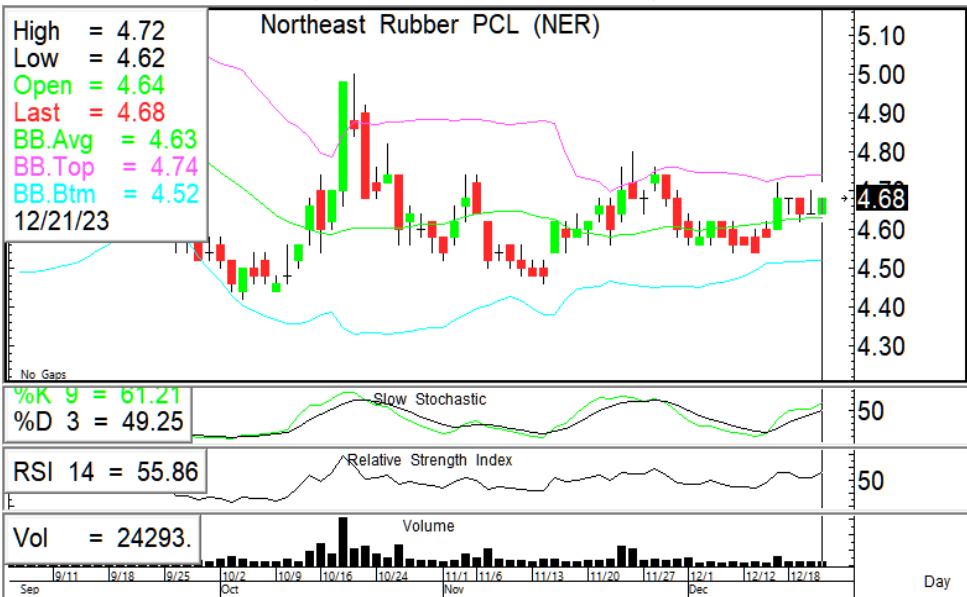 Northeast Rubber PCL (NER)
High = 4.72
Low = 4.62
Open = 4.64
Last = 4.68
BB.Avg = 4.63
BB.Top = 4.74
BB.Btm = 4.52
12/21/23
5.10
5.00
4.90
4.80
4.68
4.60
4.50
4.40
4.30
No Gaps
%K 9 = 61.21
%D 3 = 49.25
Slow Stochastic
50
RSI 14 = 55.86
Relative Strength Index
50
Vol = 24293.
Volume
9/11 9/18 9/25 10/2 10/9 10/16 10/24 11/1 11/6 11/13 11/20 11/27 12/1 12/12 12/18
Sep Oct Nov Dec
Day